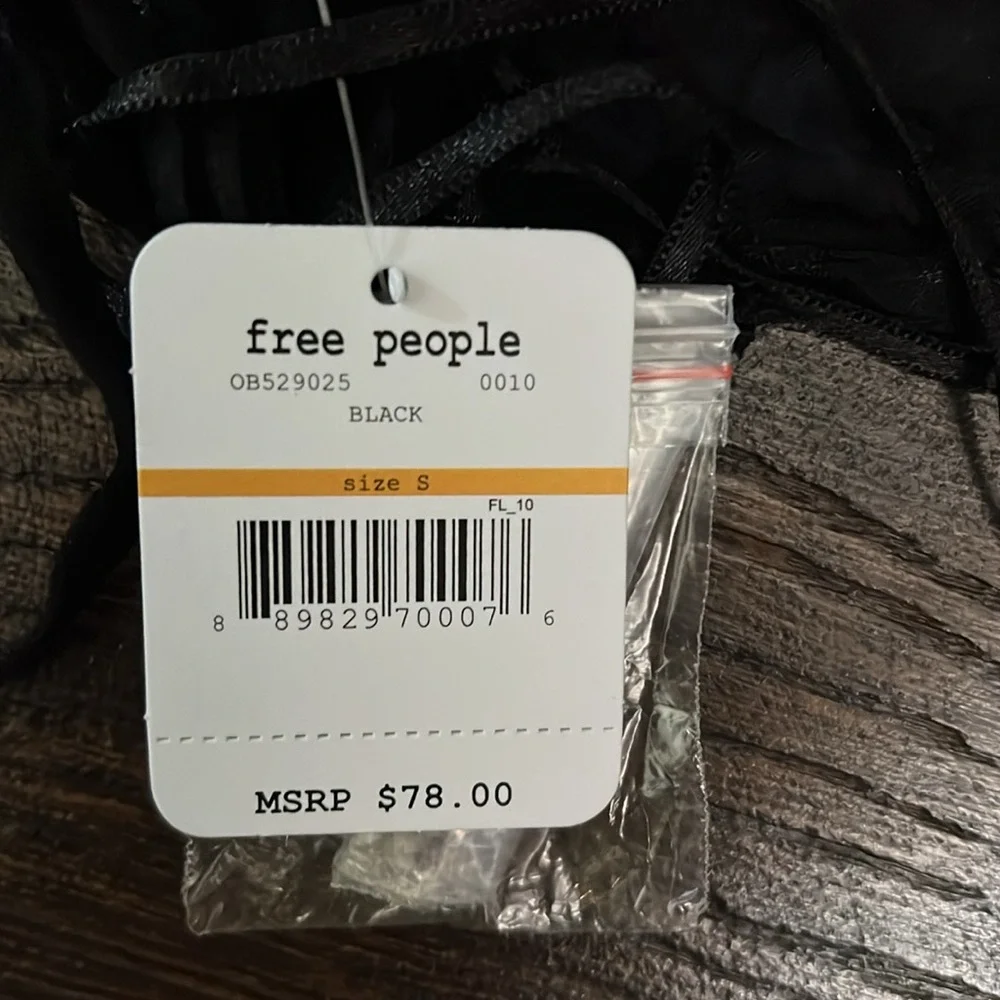 free people
OB529025 0010
BLACK
size S
FL_10
8 89829 70007 6
MSRP $78.00